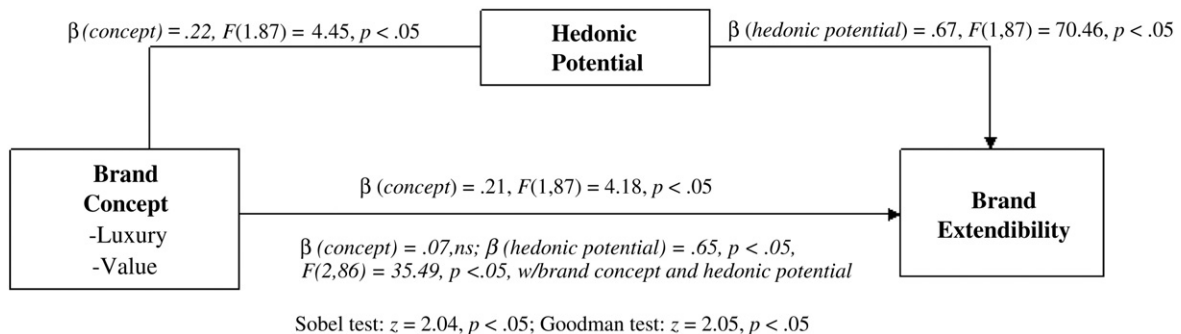 β (concept) = .22, F(1.87) = 4.45, p < .05
Hedonic
Potential
β (hedonic potential) = .67, F(1,87) = 70.46, p < .05
Brand
Concept
-Luxury
-Value
β (concept) = .21, F(1,87) = 4.18, p < .05
Brand
Extendibility
β (concept) = .07,ns; β (hedonic potential) = .65, p < .05,
F(2,86) = 35.49, p <.05, w/brand concept and hedonic potential
Sobel test: z = 2.04, p < .05; Goodman test: z = 2.05, p < .05